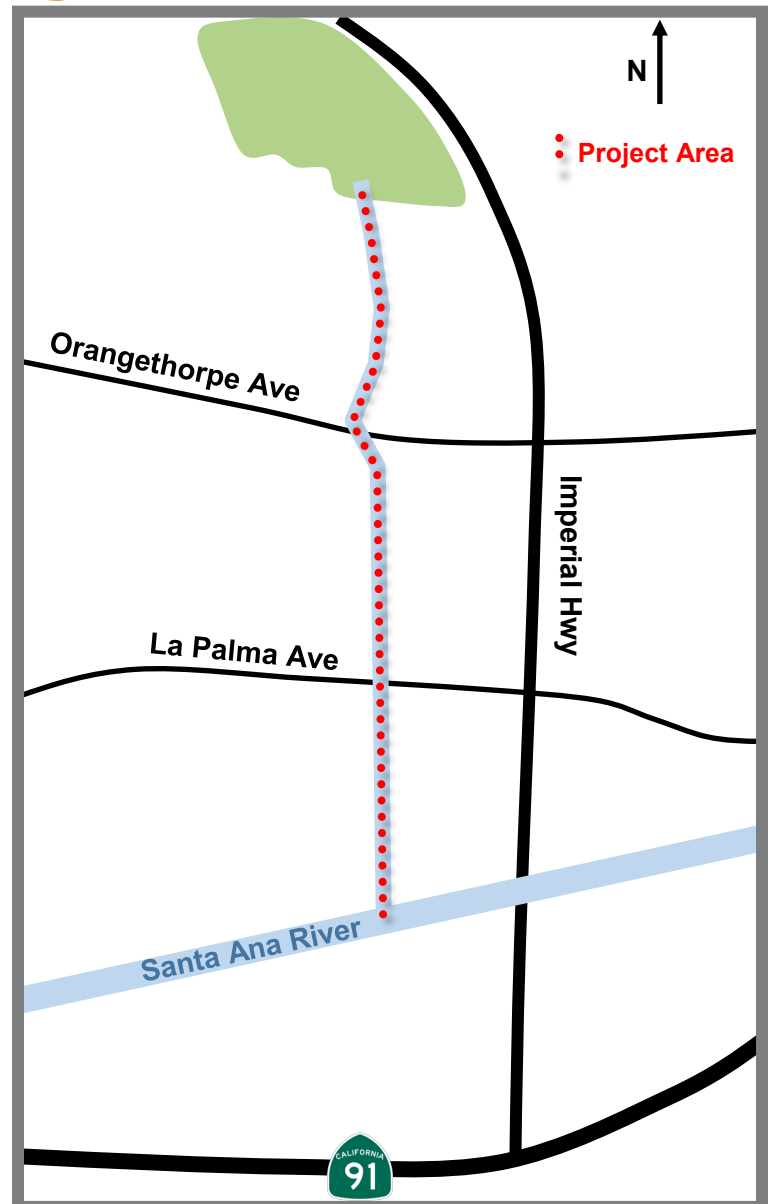 N
Project Area
Orangethorpe Ave
Imperial Hwy
La Palma Ave
Santa Ana River
CALIFORNIA
91